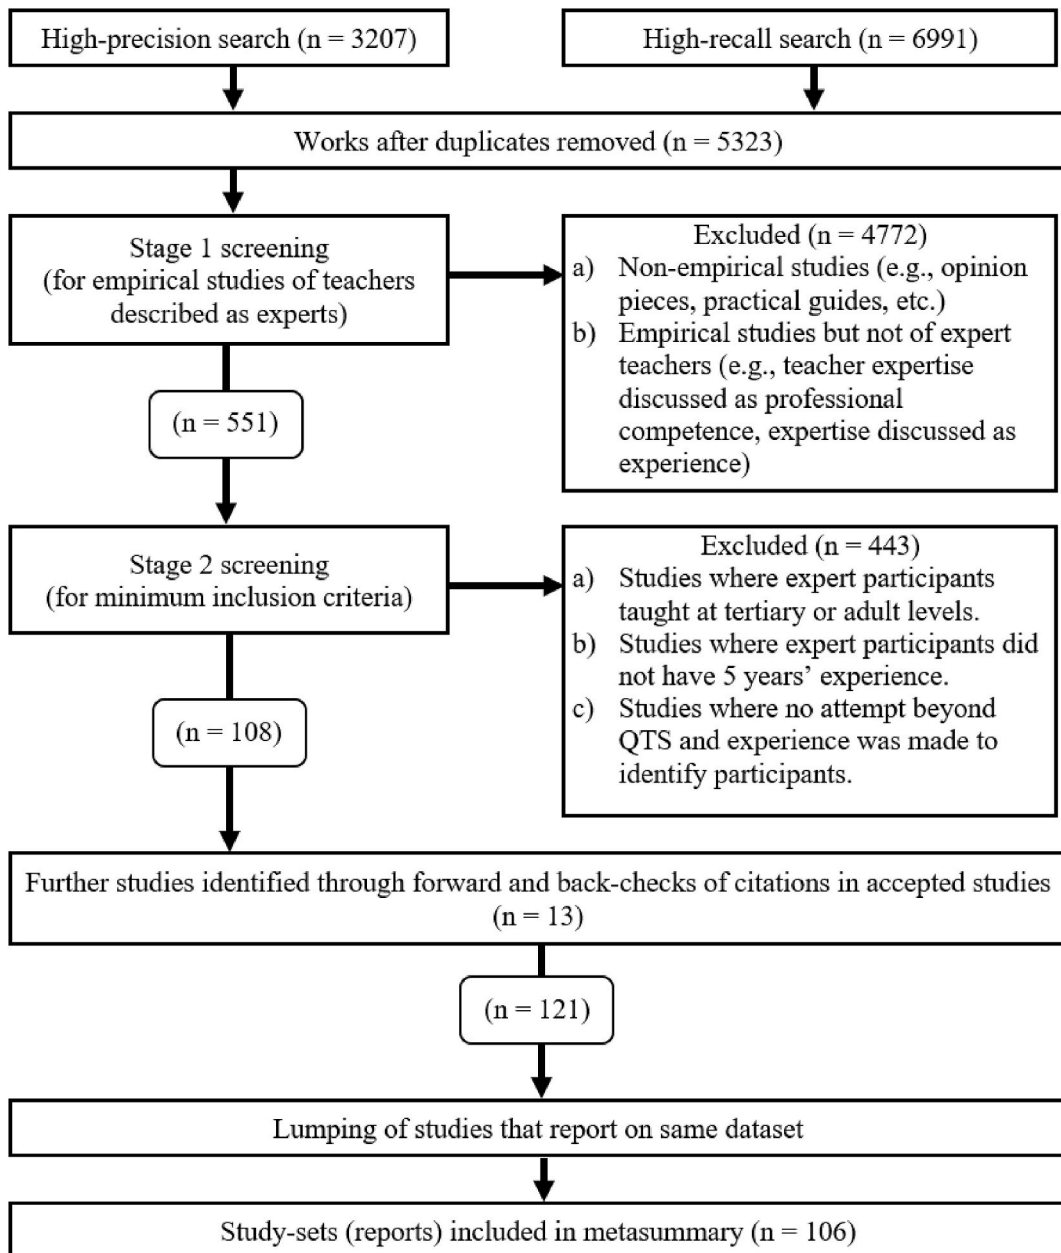 High-precision search (n = 3207)
High-recall search (n = 6991)
Works after duplicates removed (n = 5323)
Stage 1 screening
(for empirical studies of teachers
described as experts)
Excluded (n = 4772)
a) Non-empirical studies (e.g., opinion
pieces, practical guides, etc.)
b) Empirical studies but not of expert
teachers (e.g., teacher expertise
discussed as professional
competence, expertise discussed as
experience)
(n = 551)
Stage 2 screening
(for minimum inclusion criteria)
Excluded (n = 443)
a) Studies where expert participants
taught at tertiary or adult levels.
b) Studies where expert participants did
not have 5 years’ experience.
c) Studies where no attempt beyond
QTS and experience was made to
identify participants.
(n = 108)
Further studies identified through forward and back-checks of citations in accepted studies
(n = 13)
(n = 121)
Lumping of studies that report on same dataset
Study-sets (reports) included in metasummary (n = 106)